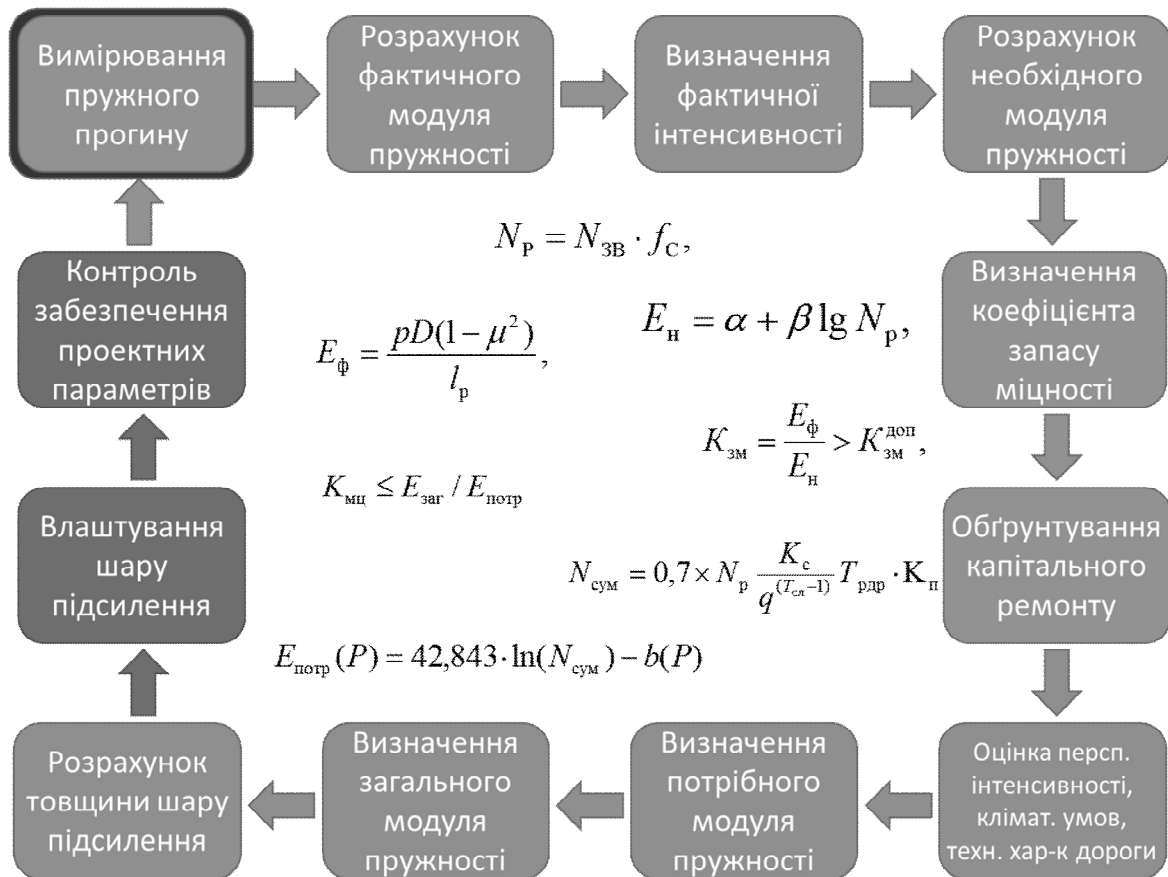 Вимірювання
пружного
прогину
Розрахунок
фактичного
модуля
пружності
Визначення
фактичної
інтенсивності
Розрахунок
необхідного
модуля
пружності
Визначення
коефіцієнта
запасу
міцності
Обґрунтування
капітального
ремонту
Оцінка персп.
інтенсивності,
клімат. умов,
техн. хар-к дороги
Визначення
потрібного
модуля
пружності
Визначення
загального
модуля
пружності
Розрахунок
товщини шару
підсилення
Влаштування
шару
підсилення
Контроль
забезпечення
проектних
параметрів
N_Р = N_ЗВ · f_С,
E_н = α + β lg N_р,
E_ф = pD(1 − μ²) / l_р,
K_зм = E_ф / E_н > K_зм^доп,
K_мц ≤ E_заг / E_потр
N_сум = 0,7 × N_р K_с / q^(T_сл−1) T_рдр · K_п
E_потр(P) = 42,843 · ln(N_сум) − b(P)